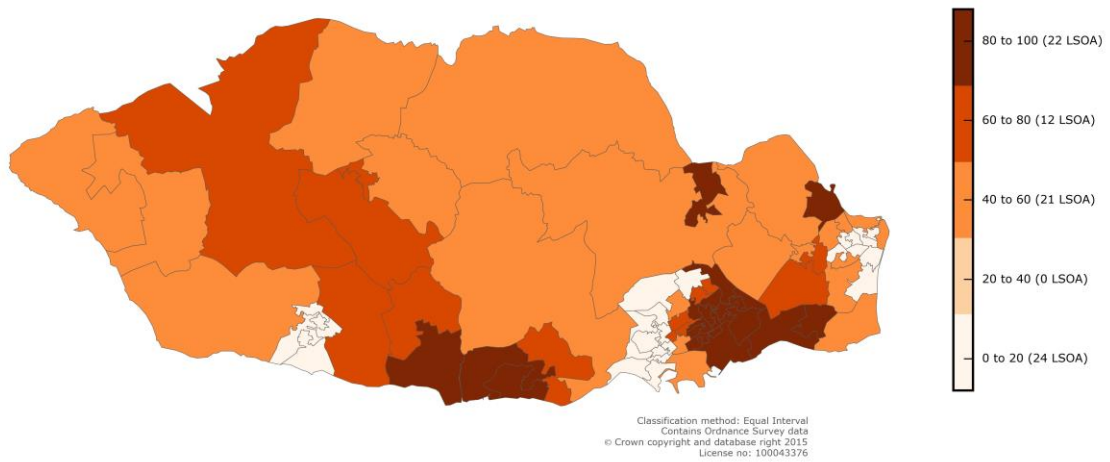 80 to 100 (22 LSOA)
60 to 80 (12 LSOA)
40 to 60 (21 LSOA)
20 to 40 (0 LSOA)
0 to 20 (24 LSOA)
Classification method: Equal Interval
Contains Ordnance Survey data
© Crown copyright and database right 2015
License no: 100043376